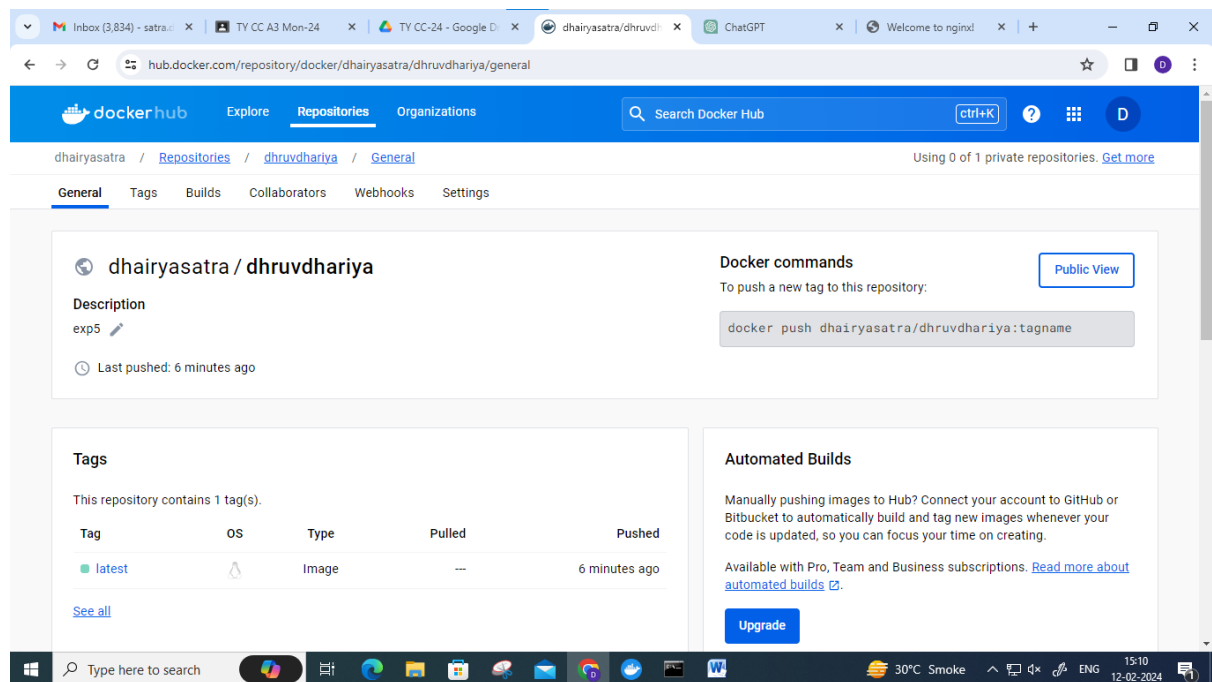 Inbox (3,834) - satra.d
TY CC A3 Mon-24
TY CC-24 - Google D
dhairyasatra/dhruvdh
ChatGPT
Welcome to nginx!
hub.docker.com/repository/docker/dhairyasatra/dhruvdhariya/general
D
dockerhub
Explore
Repositories
Organizations
Search Docker Hub
ctrl+K
?
D
dhairyasatra / Repositories / dhruvdhariya / General
Using 0 of 1 private repositories. Get more
General
Tags
Builds
Collaborators
Webhooks
Settings
dhairyasatra / dhruvdhariya
Description
exp5
Last pushed: 6 minutes ago
Docker commands
Public View
To push a new tag to this repository:
docker push dhairyasatra/dhruvdhariya:tagname
Tags
This repository contains 1 tag(s).
Tag OS Type Pulled Pushed
latest Image --- 6 minutes ago
See all
Automated Builds
Manually pushing images to Hub? Connect your account to GitHub or
Bitbucket to automatically build and tag new images whenever your
code is updated, so you can focus your time on creating.
Available with Pro, Team and Business subscriptions. Read more about
automated builds.
Upgrade
Type here to search
30°C Smoke
ENG
15:10
12-02-2024